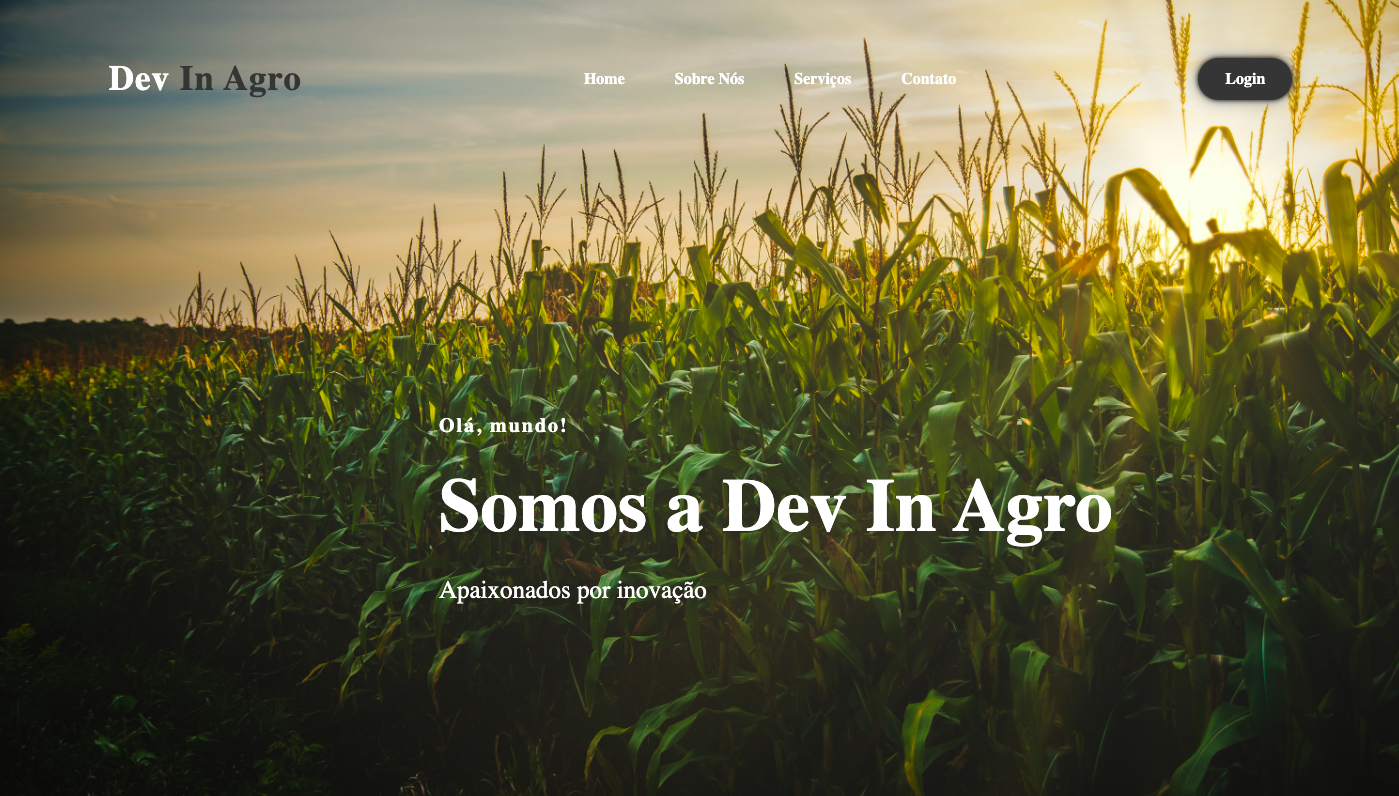 Dev In Agro
Home Sobre Nós Serviços Contato
Login
Olá, mundo!
Somos a Dev In Agro
Apaixonados por inovação